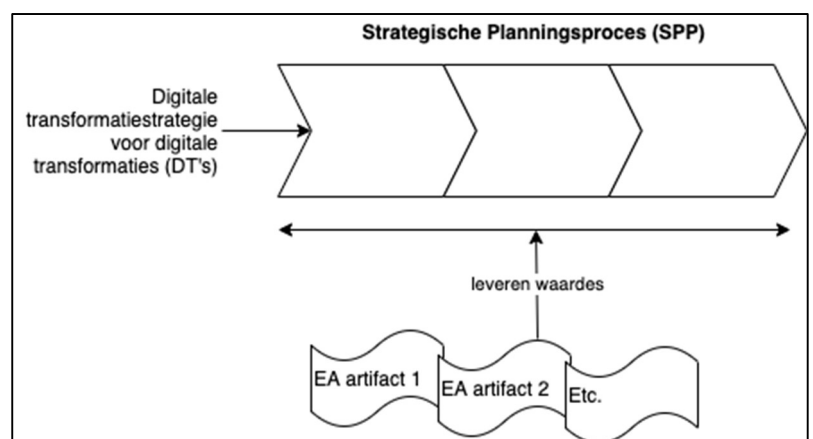 Strategische Planningsproces (SPP)
Digitale
transformatiestrategie
voor digitale
transformaties (DT's)
leveren waardes
EA artifact 1
EA artifact 2
Etc.